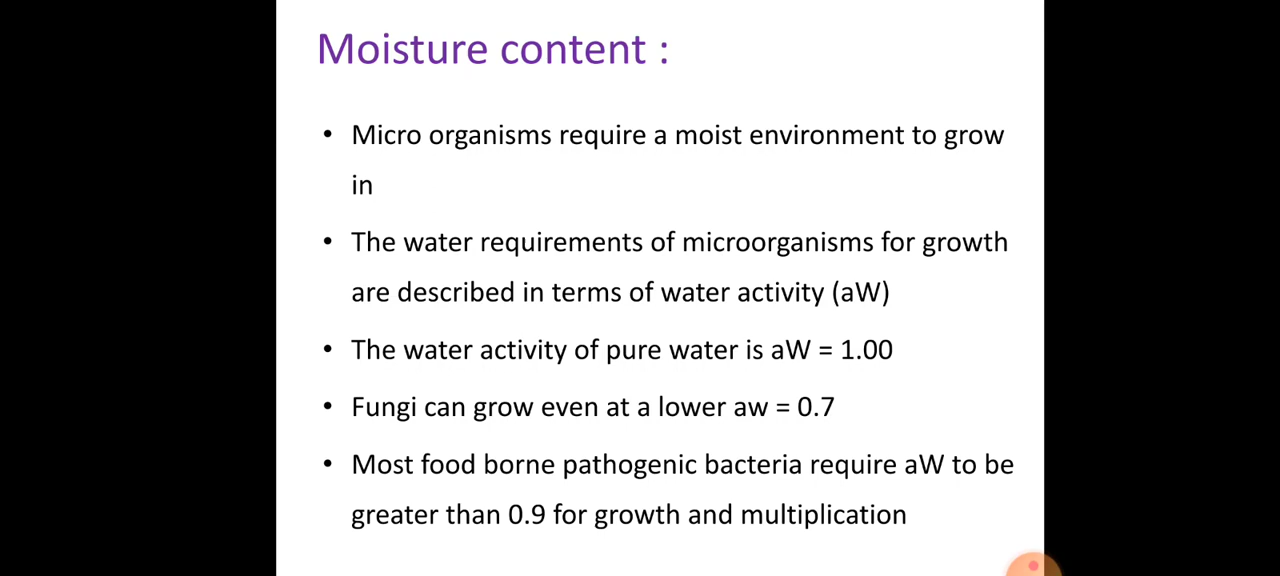 Moisture content :
• Micro organisms require a moist environment to grow
in
• The water requirements of microorganisms for growth
are described in terms of water activity (aW)
• The water activity of pure water is aW = 1.00
• Fungi can grow even at a lower aw = 0.7
• Most food borne pathogenic bacteria require aW to be
greater than 0.9 for growth and multiplication